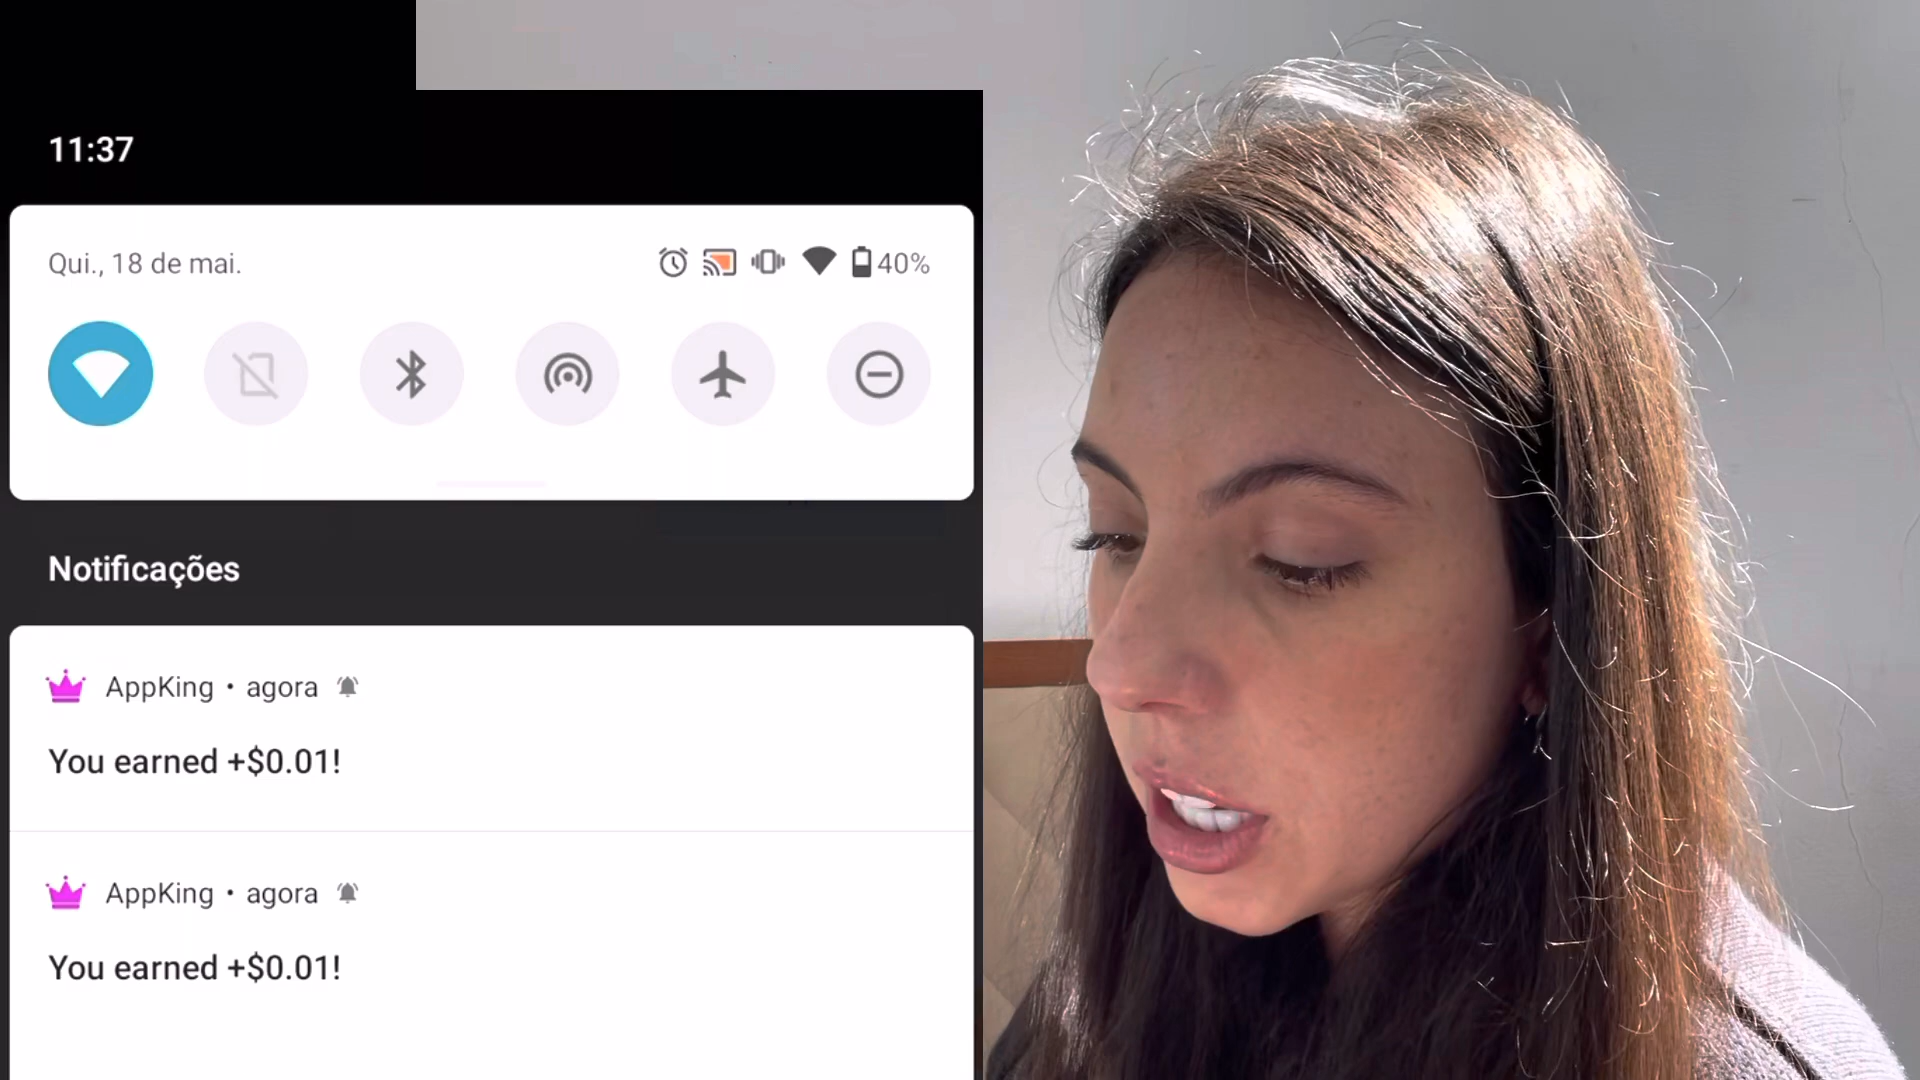 11:37
Qui., 18 de mai.
40%
Notificações
AppKing • agora
You earned +$0.01!
AppKing • agora
You earned +$0.01!